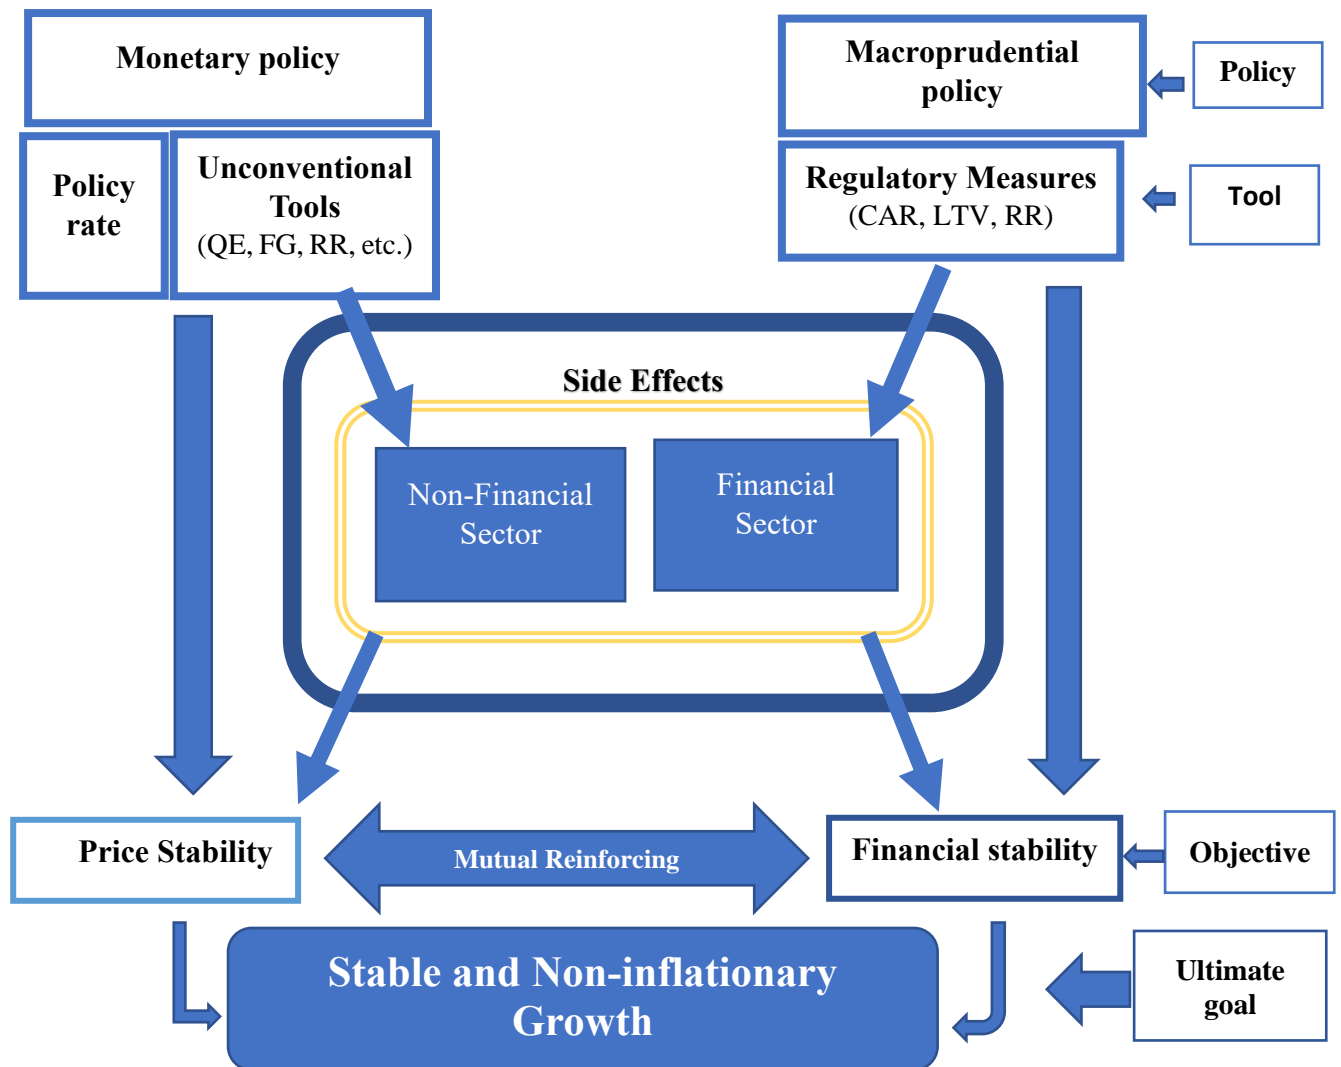 Monetary policy
Macroprudential
policy
Policy
Policy
rate
Unconventional
Tools
(QE, FG, RR, etc.)
Regulatory Measures
(CAR, LTV, RR)
Tool
Side Effects
Non-Financial
Sector
Financial
Sector
Price Stability
Mutual Reinforcing
Financial stability
Objective
Stable and Non-inflationary
Growth
Ultimate
goal